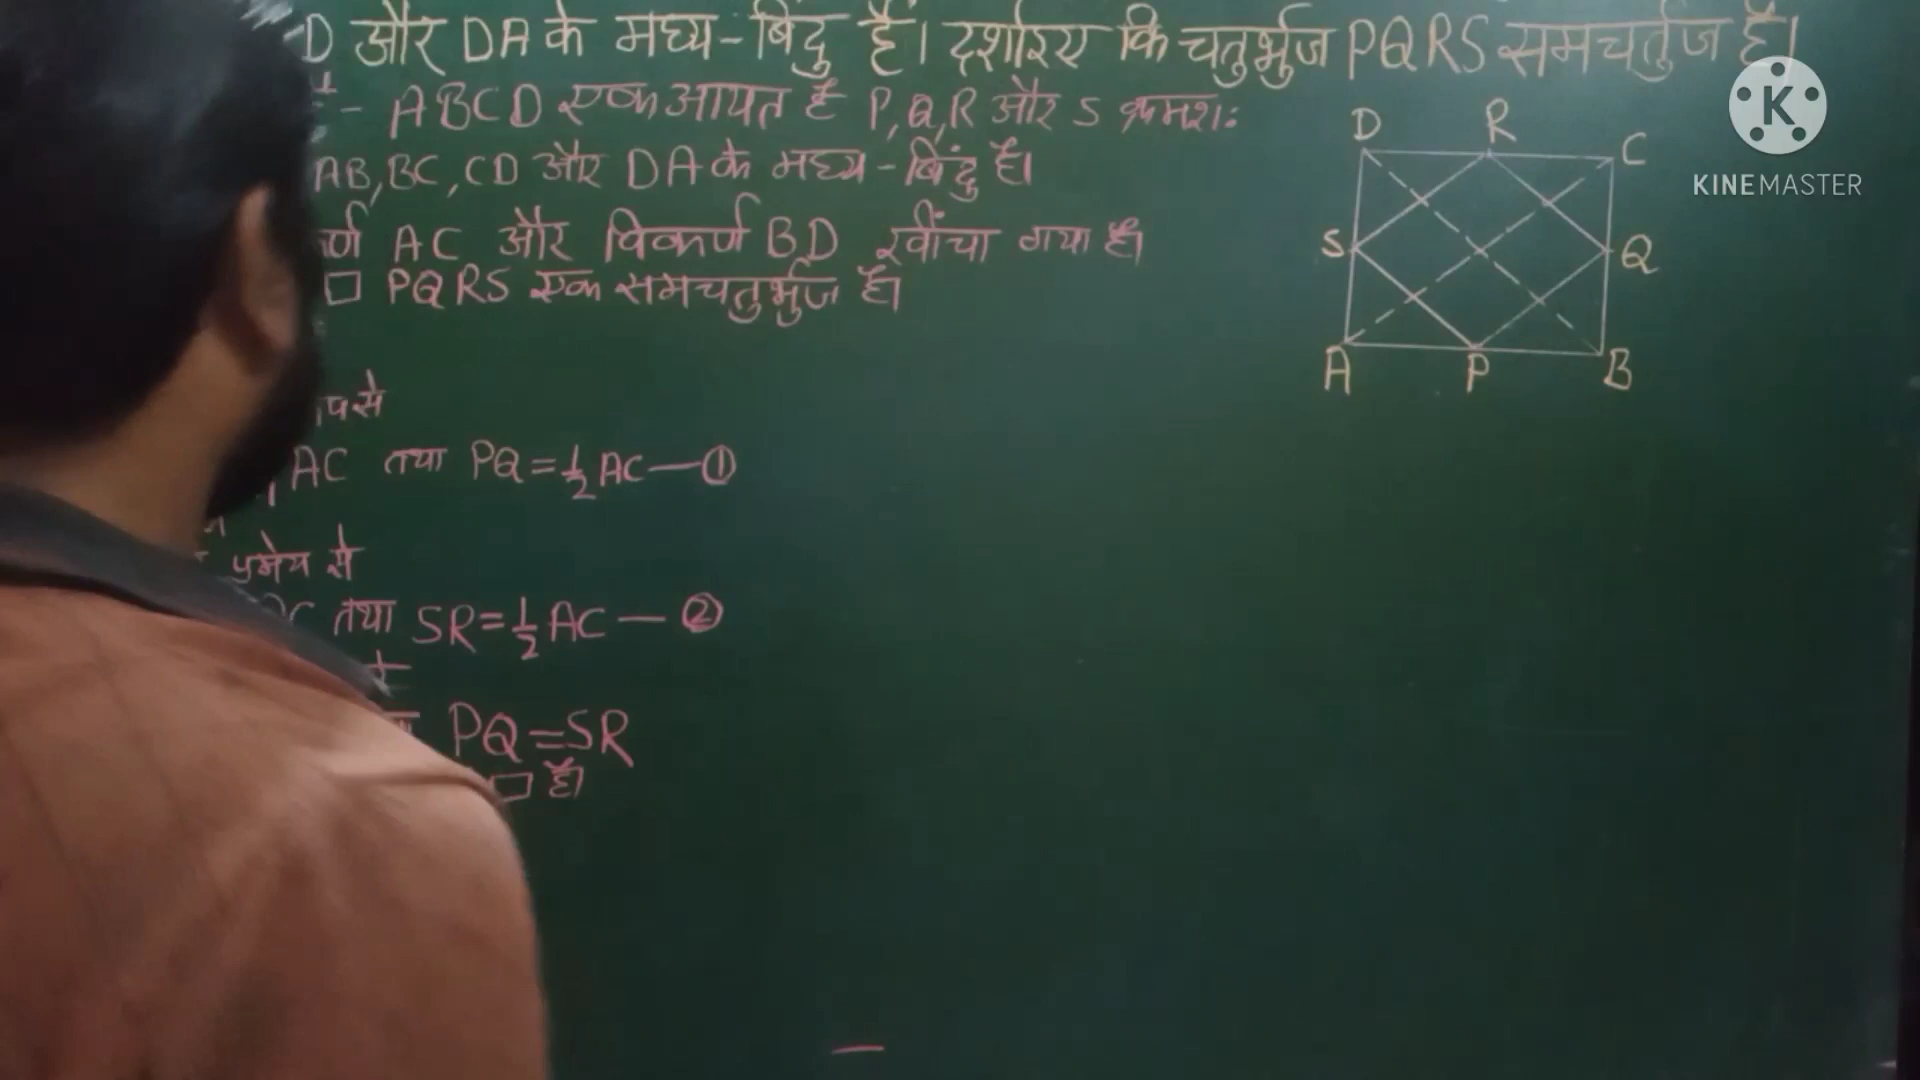 D और DA के मध्य-बिंदु हैं। दर्शाइए कि चतुर्भुज PQRS समचर्तुज है।
- ABCD एक आयत है P, Q, R और S क्रमशः
AB, BC, CD और DA के मध्य-बिंदु है।
र्ण AC और विकर्ण BD खींचा गया है।
□ PQRS एक समचतुर्भुज है।
पसे
AC तथा PQ = 1/2 AC — ①
प्रमेय से
तथा SR = 1/2 AC — ②
PQ = SR
□ है।
D R C
S Q
A P B
K
KINEMASTER